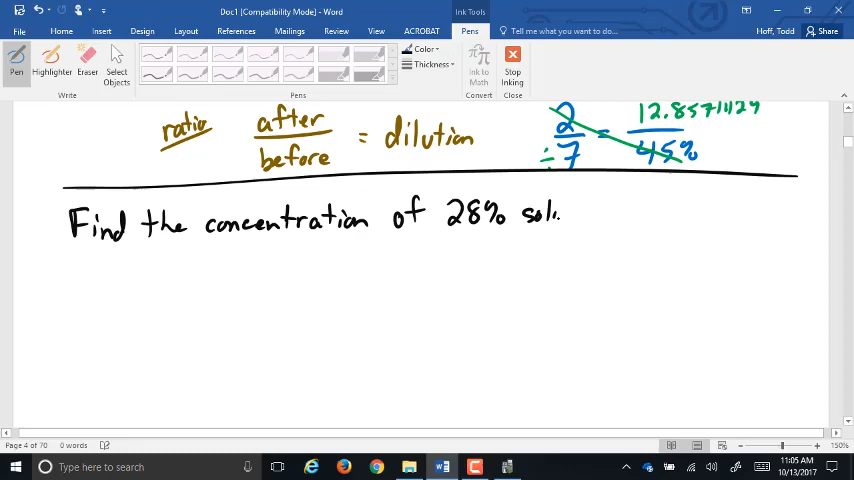 Doc1 [Compatibility Mode] - Word
Ink Tools
File Home Insert Design Layout References Mailings Review View ACROBAT Pens Tell me what you want to do... Hoff, Todd Share
Pen Highlighter Eraser Select Objects
Color
Thickness
Ink to Math
Stop Inking
Write Pens Convert Close
ratio after = dilution
before
2 = 12.8571429
÷ 7 45%
Find the concentration of 28% sol
Page 4 of 70 0 words 150%
Type here to search
11:05 AM
10/13/2017